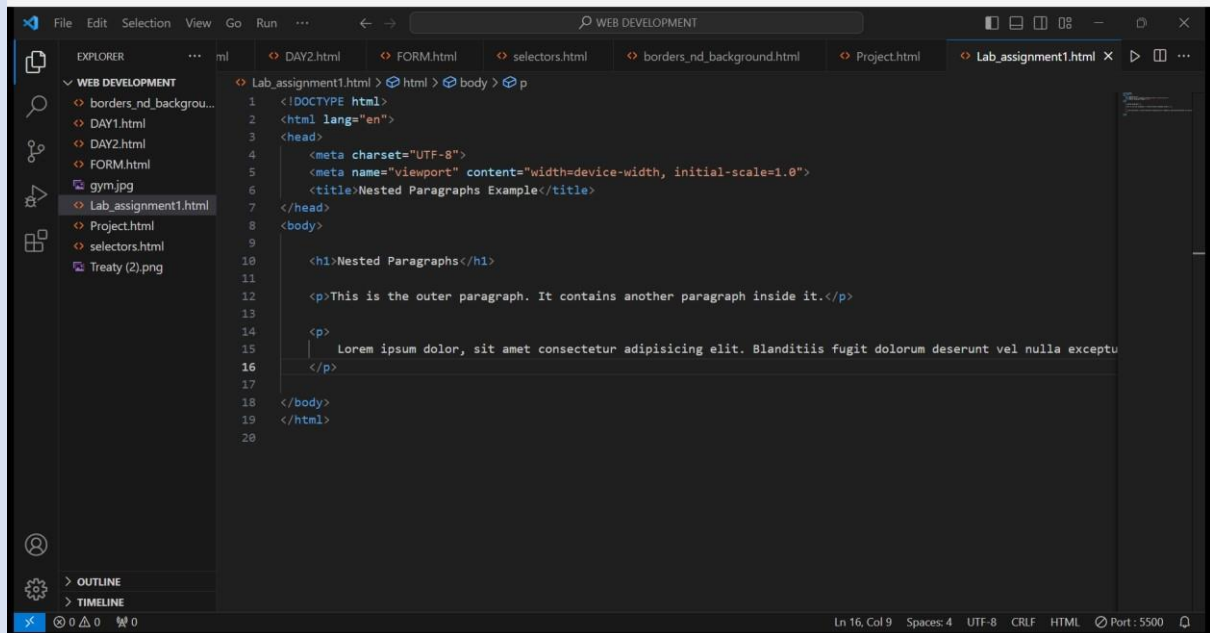 File Edit Selection View Go Run ··· ← → WEB DEVELOPMENT
EXPLORER ···
ml DAY2.html FORM.html selectors.html borders_nd_background.html Project.html Lab_assignment1.html
WEB DEVELOPMENT
borders_nd_backgrou...
DAY1.html
DAY2.html
FORM.html
gym.jpg
Lab_assignment1.html
Project.html
selectors.html
Treaty (2).png
OUTLINE
TIMELINE
Lab_assignment1.html > html > body > p
1 <!DOCTYPE html>
2 <html lang="en">
3 <head>
4 <meta charset="UTF-8">
5 <meta name="viewport" content="width=device-width, initial-scale=1.0">
6 <title>Nested Paragraphs Example</title>
7 </head>
8 <body>
9
10 <h1>Nested Paragraphs</h1>
11
12 <p>This is the outer paragraph. It contains another paragraph inside it.</p>
13
14 <p>
15 Lorem ipsum dolor, sit amet consectetur adipisicing elit. Blanditiis fugit dolorum deserunt vel nulla exceptu
16 </p>
17
18 </body>
19 </html>
20
0 0 0 Ln 16, Col 9 Spaces: 4 UTF-8 CRLF HTML Port : 5500